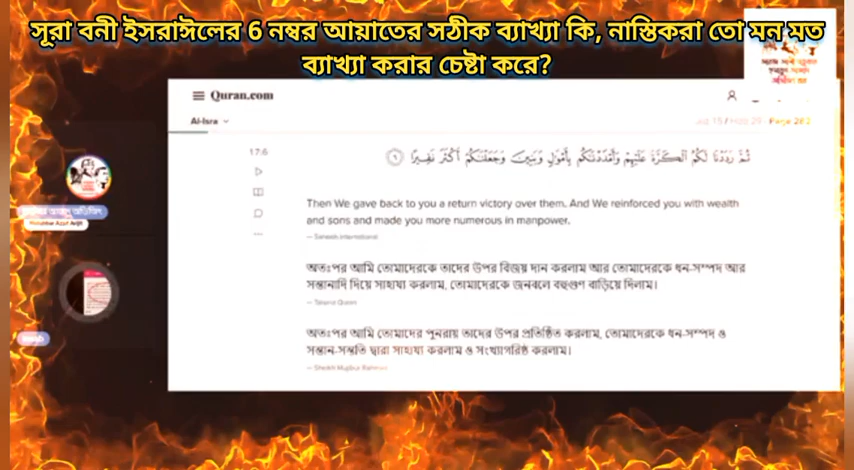 সূরা বনী ইসরাঈলের 6 নম্বর আয়াতের সঠীক ব্যাখ্যা কি, নাস্তিকরা তো মন মত
ব্যাখ্যা করার চেষ্টা করে?
Quran.com
Al-Isra
17:6
ثُمَّ رَدَدْنَا لَكُمُ ٱلْكَرَّةَ عَلَيْهِمْ وَأَمْدَدْنَـٰكُم بِأَمْوَٰلٍ وَبَنِينَ وَجَعَلْنَـٰكُمْ أَكْثَرَ نَفِيرًا ٦
Then We gave back to you a return victory over them. And We reinforced you with wealth
and sons and made you more numerous in manpower.
— Saheeh International
অতঃপর আমি তোমাদেরকে তাদের উপর বিজয় দান করলাম আর তোমাদেরকে ধন-সম্পদ আর
সন্তানাদি দিয়ে সাহায্য করলাম, তোমাদেরকে জনবলে বহুগুণ বাড়িয়ে দিলাম।
— Taisirul Quran
অতঃপর আমি তোমাদের পুনরায় তাদের উপর প্রতিষ্ঠিত করলাম, তোমাদেরকে ধন-সম্পদ ও
সন্তান-সন্ততি দ্বারা সাহায্য করলাম ও সংখ্যাগরিষ্ঠ করলাম।
— Sheikh Mujibur Rahman